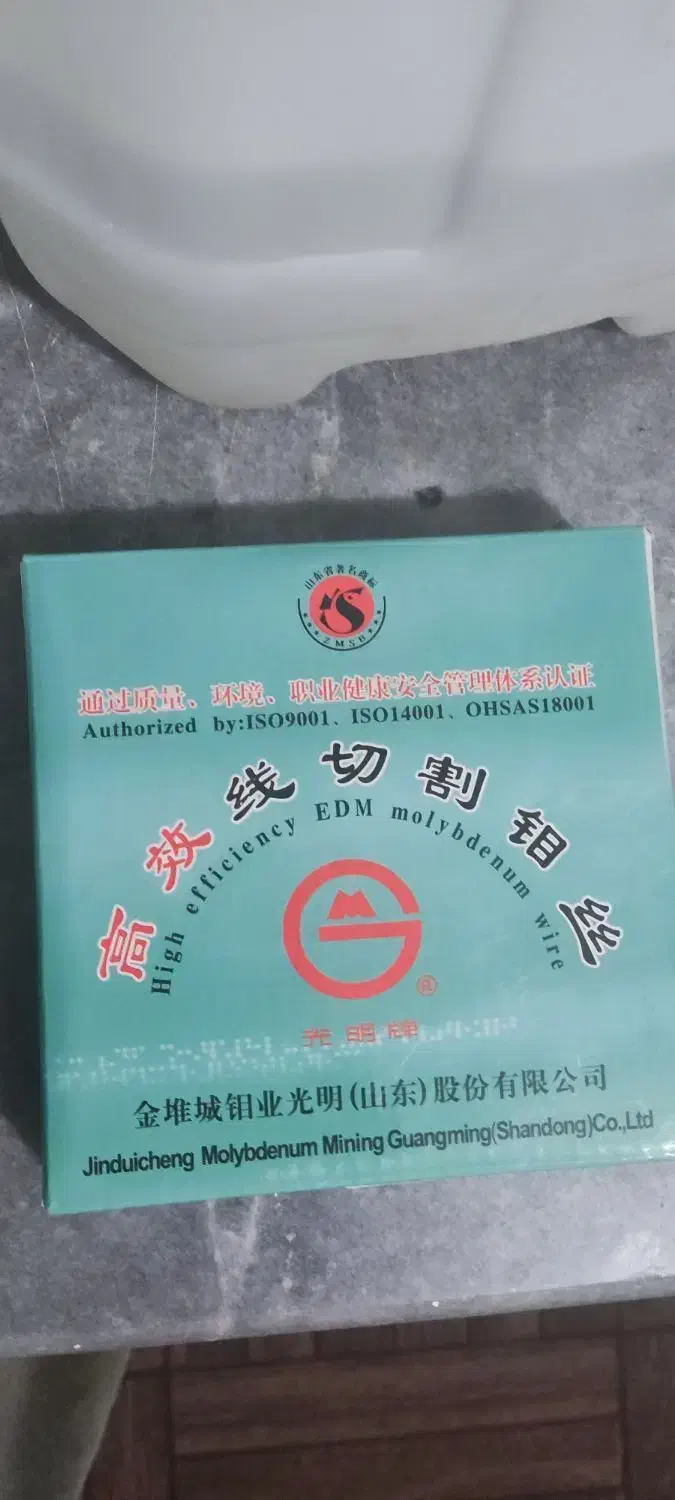 山东省著名商标
ZMSB
通过质量、环境、职业健康安全管理体系认证
Authorized by:ISO9001、ISO14001、OHSAS18001
高效线切割钼丝
High efficiency EDM molybdenum wire
®
光明牌
金堆城钼业光明(山东)股份有限公司
Jinduicheng Molybdenum Mining Guangming(Shandong)Co.,Ltd